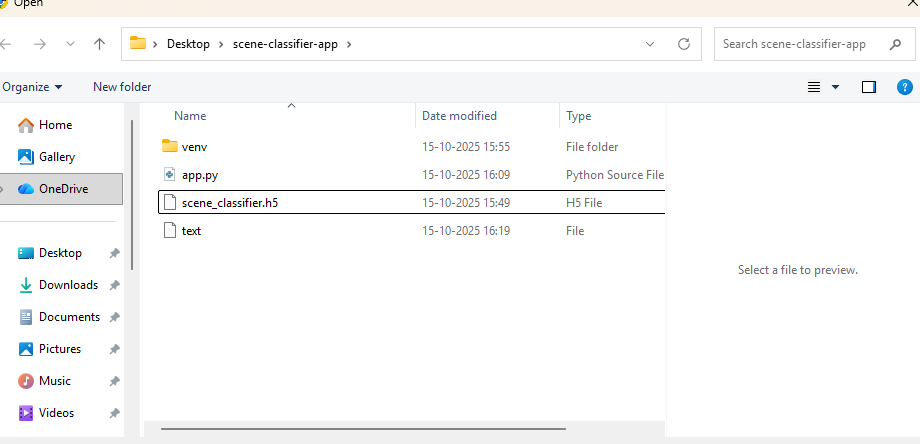 Open
Desktop > scene-classifier-app >
Search scene-classifier-app
Organize New folder
Home
Gallery
OneDrive
Desktop
Downloads
Documents
Pictures
Music
Videos
Name Date modified Type
venv 15-10-2025 15:55 File folder
app.py 15-10-2025 16:09 Python Source File
scene_classifier.h5 15-10-2025 15:49 H5 File
text 15-10-2025 16:19 File
Select a file to preview.